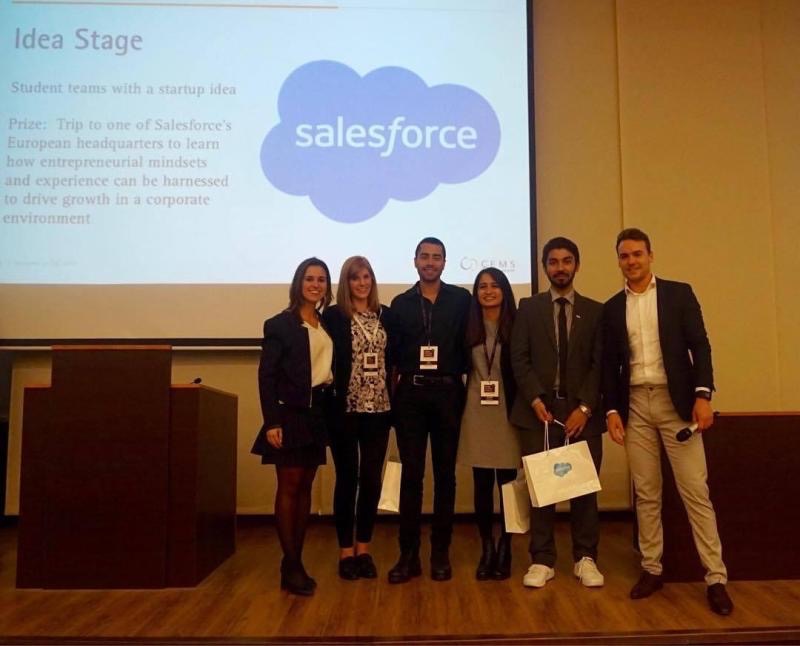 Idea Stage
Student teams with a startup idea
Prize: Trip to one of Salesforce's
European headquarters to learn
how entrepreneurial mindsets
and experience can be harnessed
to drive growth in a corporate
environment
salesforce
CEMS